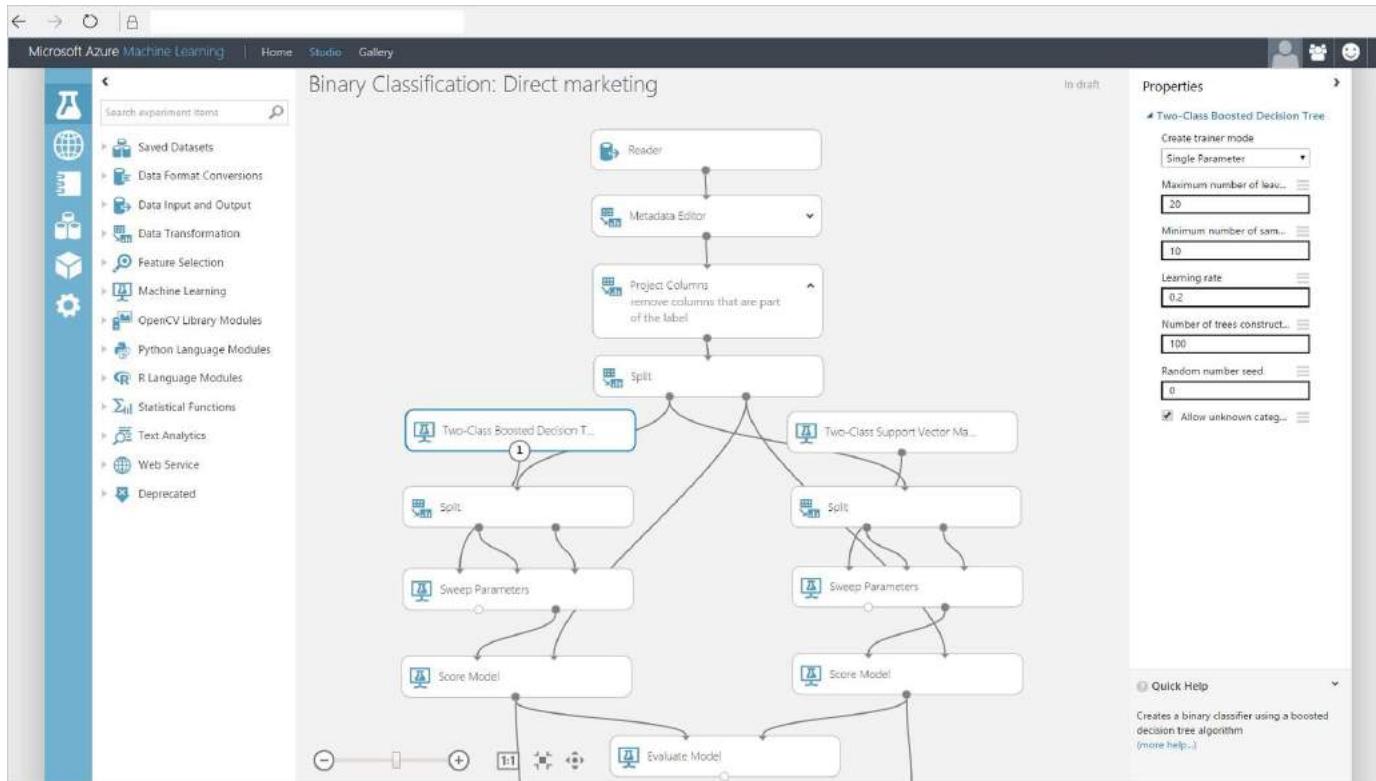 Microsoft Azure Machine Learning | Home Studio Gallery
Search experiment items
Saved Datasets
Data Format Conversions
Data Input and Output
Data Transformation
Feature Selection
Machine Learning
OpenCV Library Modules
Python Language Modules
R Language Modules
Statistical Functions
Text Analytics
Web Service
Deprecated
Binary Classification: Direct marketing
In draft
Reader
Metadata Editor
Project Columns
remove columns that are part
of the label
Split
Two-Class Boosted Decision T...
1
Two-Class Support Vector Ma...
Split
Split
Sweep Parameters
Sweep Parameters
Score Model
Score Model
Evaluate Model
1:1
Properties
Two-Class Boosted Decision Tree
Create trainer mode
Single Parameter
Maximum number of leav...
20
Minimum number of sam...
10
Learning rate
0.2
Number of trees construct...
100
Random number seed
0
Allow unknown categ...
Quick Help
Creates a binary classifier using a boosted
decision tree algorithm
(more help...)